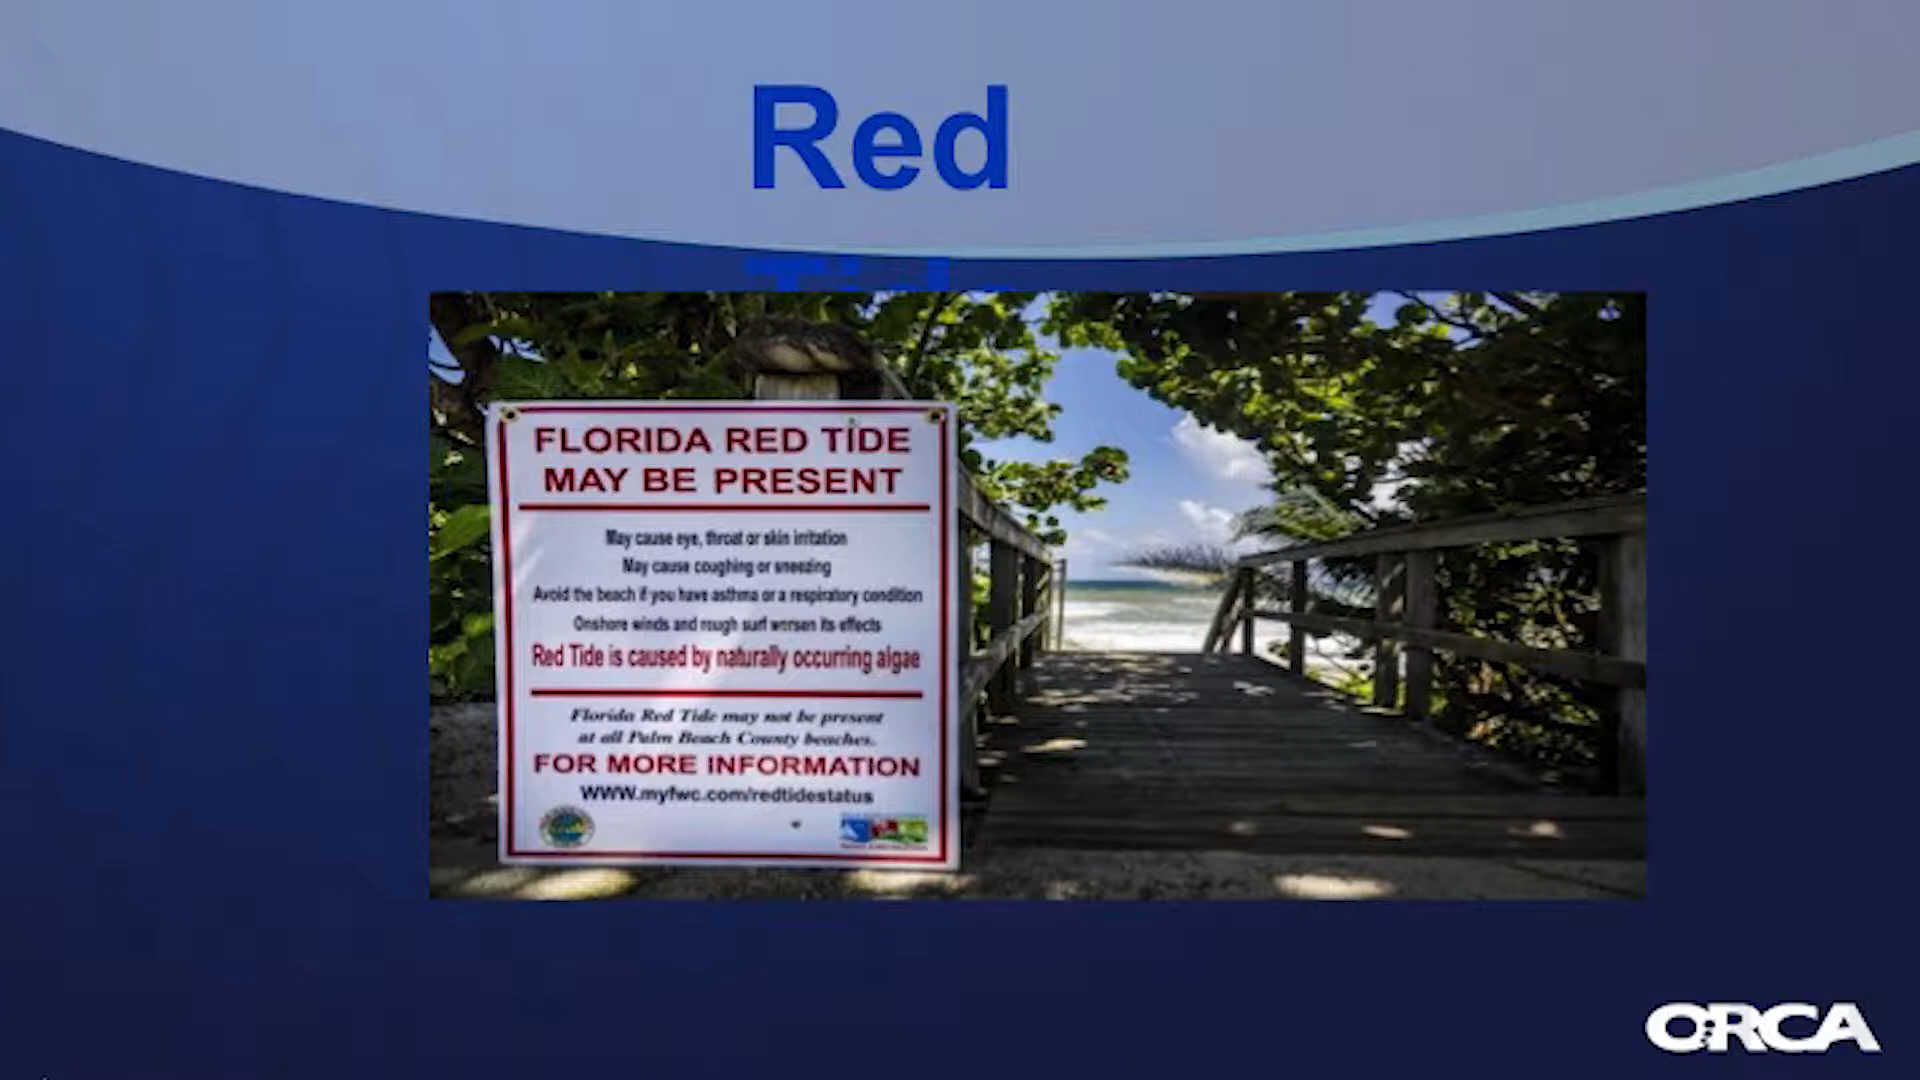 Red
FLORIDA RED TIDE
MAY BE PRESENT
May cause eye, throat or skin irritation
May cause coughing or sneezing
Avoid the beach if you have asthma or a respiratory condition
Onshore winds and rough surf worsen its effects
Red Tide is caused by naturally occurring algae
Florida Red Tide may not be present
at all Palm Beach County beaches.
FOR MORE INFORMATION
WWW.myfwc.com/redtidestatus
ORCA